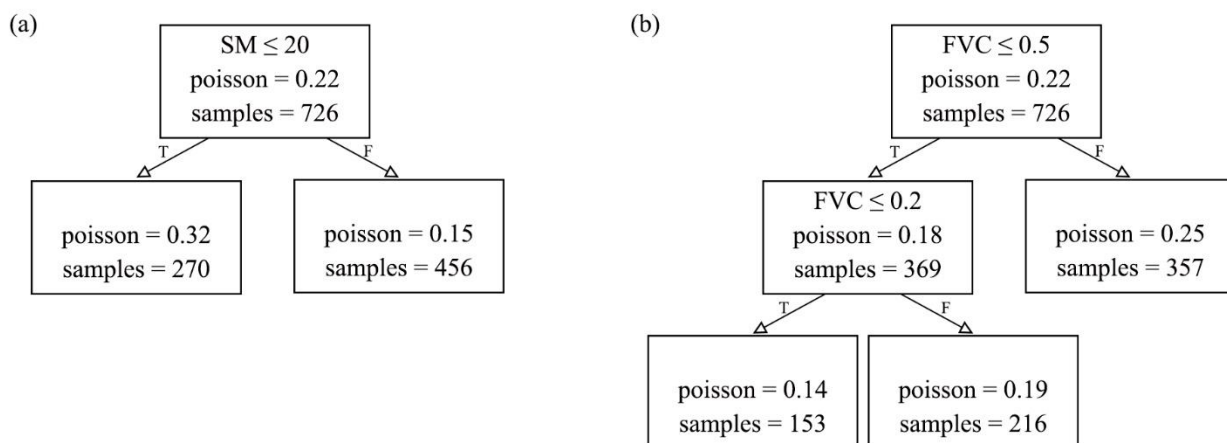 (a)
SM ≤ 20
poisson = 0.22
samples = 726
T
F
poisson = 0.32
samples = 270
poisson = 0.15
samples = 456
(b)
FVC ≤ 0.5
poisson = 0.22
samples = 726
T
F
FVC ≤ 0.2
poisson = 0.18
samples = 369
poisson = 0.25
samples = 357
T
F
poisson = 0.14
samples = 153
poisson = 0.19
samples = 216